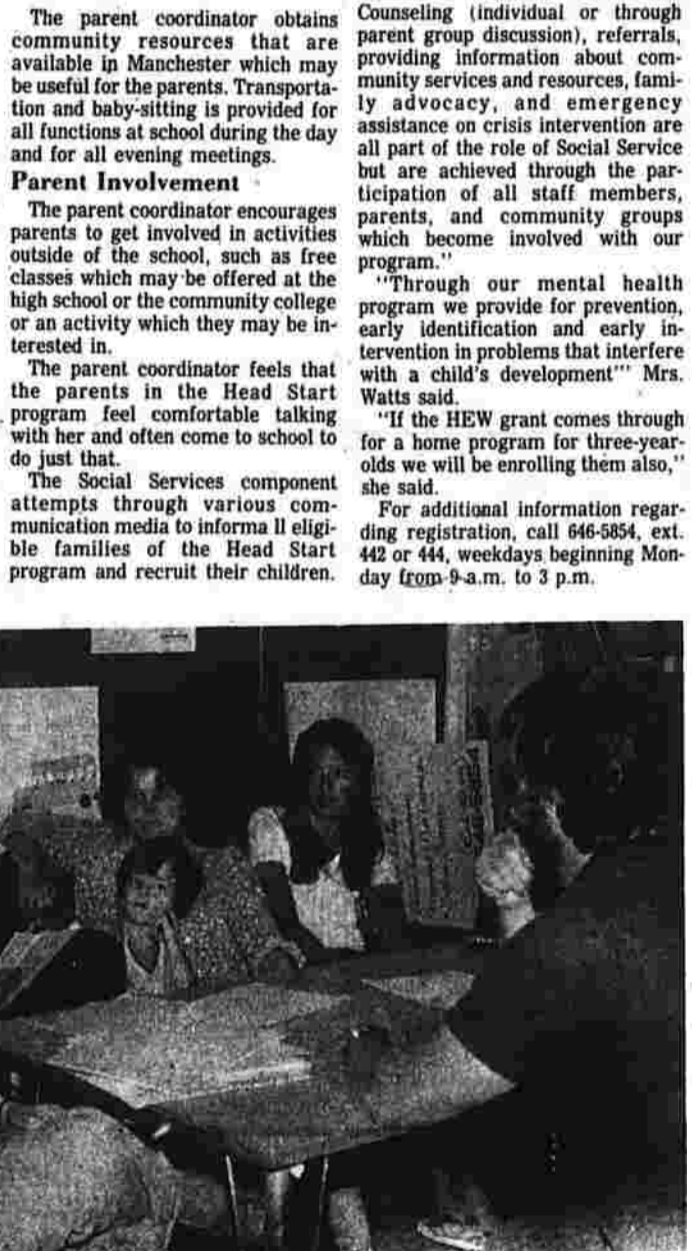 The parent coordinator obtains
community resources that are
available in Manchester which may
be useful for the parents. Transporta-
tion and baby-sitting is provided for
all functions at school during the day
and for all evening meetings.
Parent Involvement
The parent coordinator encourages
parents to get involved in activities
outside of the school, such as free
classes which may be offered at the
high school or the community college
or an activity which they may be in-
terested in.
The parent coordinator feels that
the parents in the Head Start
program feel comfortable talking
with her and often come to school to
do just that.
The Social Services component
attempts through various com-
munication media to informa ll eligi-
ble families of the Head Start
program and recruit their children.
Counseling (individual or through
parent group discussion), referrals,
providing information about com-
munity services and resources, fami-
ly advocacy, and emergency
assistance on crisis intervention are
all part of the role of Social Service
but are achieved through the par-
ticipation of all staff members,
parents, and community groups
which become involved with our
program."
"Through our mental health
program we provide for prevention,
early identification and early in-
tervention in problems that interfere
with a child's development"' Mrs.
Watts said.
"If the HEW grant comes through
for a home program for three-year-
olds we will be enrolling them also,"
she said.
For additional information regar-
ding registration, call 646-5854, ext.
442 or 444, weekdays beginning Mon-
day from 9 a.m. to 3 p.m.